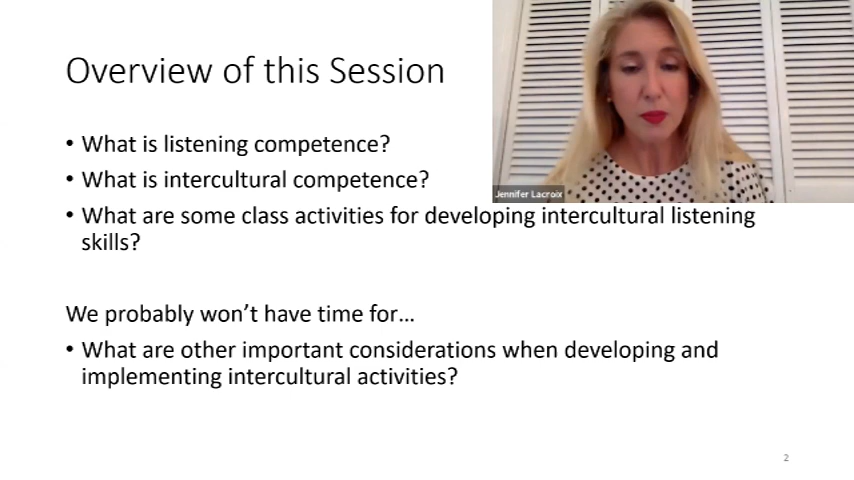 Overview of this Session
Jennifer Lacroix
• What is listening competence?
• What is intercultural competence?
• What are some class activities for developing intercultural listening
skills?
We probably won't have time for…
• What are other important considerations when developing and
implementing intercultural activities?
2